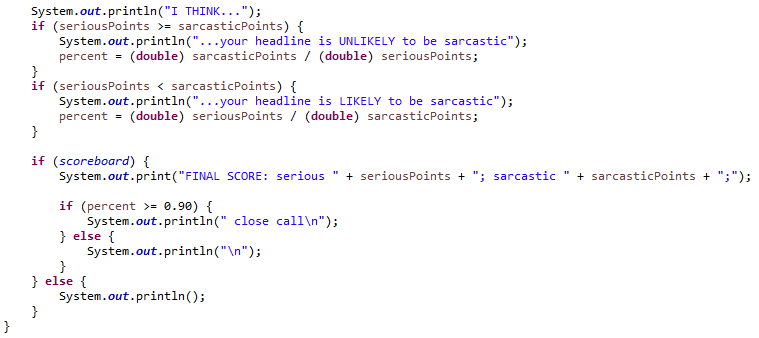 System.out.println("I THINK...");
if (seriousPoints >= sarcasticPoints) {
System.out.println("...your headline is UNLIKELY to be sarcastic");
percent = (double) sarcasticPoints / (double) seriousPoints;
}
if (seriousPoints < sarcasticPoints) {
System.out.println("...your headline is LIKELY to be sarcastic");
percent = (double) seriousPoints / (double) sarcasticPoints;
}
if (scoreboard) {
System.out.print("FINAL SCORE: serious " + seriousPoints + "; sarcastic " + sarcasticPoints + ";");
if (percent >= 0.90) {
System.out.println(" close call\n");
} else {
System.out.println("\n");
}
} else {
System.out.println();
}
}